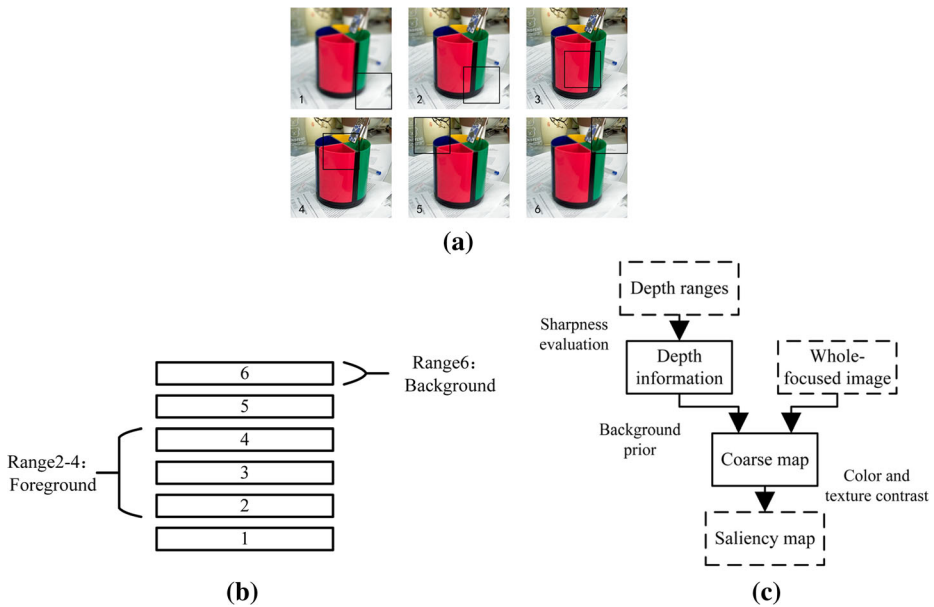 1
2
3
4
5
6
(a)
6
5
4
3
2
1
Range6:
Background
Range2-4:
Foreground
(b)
Depth ranges
Sharpness
evaluation
Depth
information
Whole-
focused image
Background
prior
Coarse map
Color and
texture contrast
Saliency map
(c)